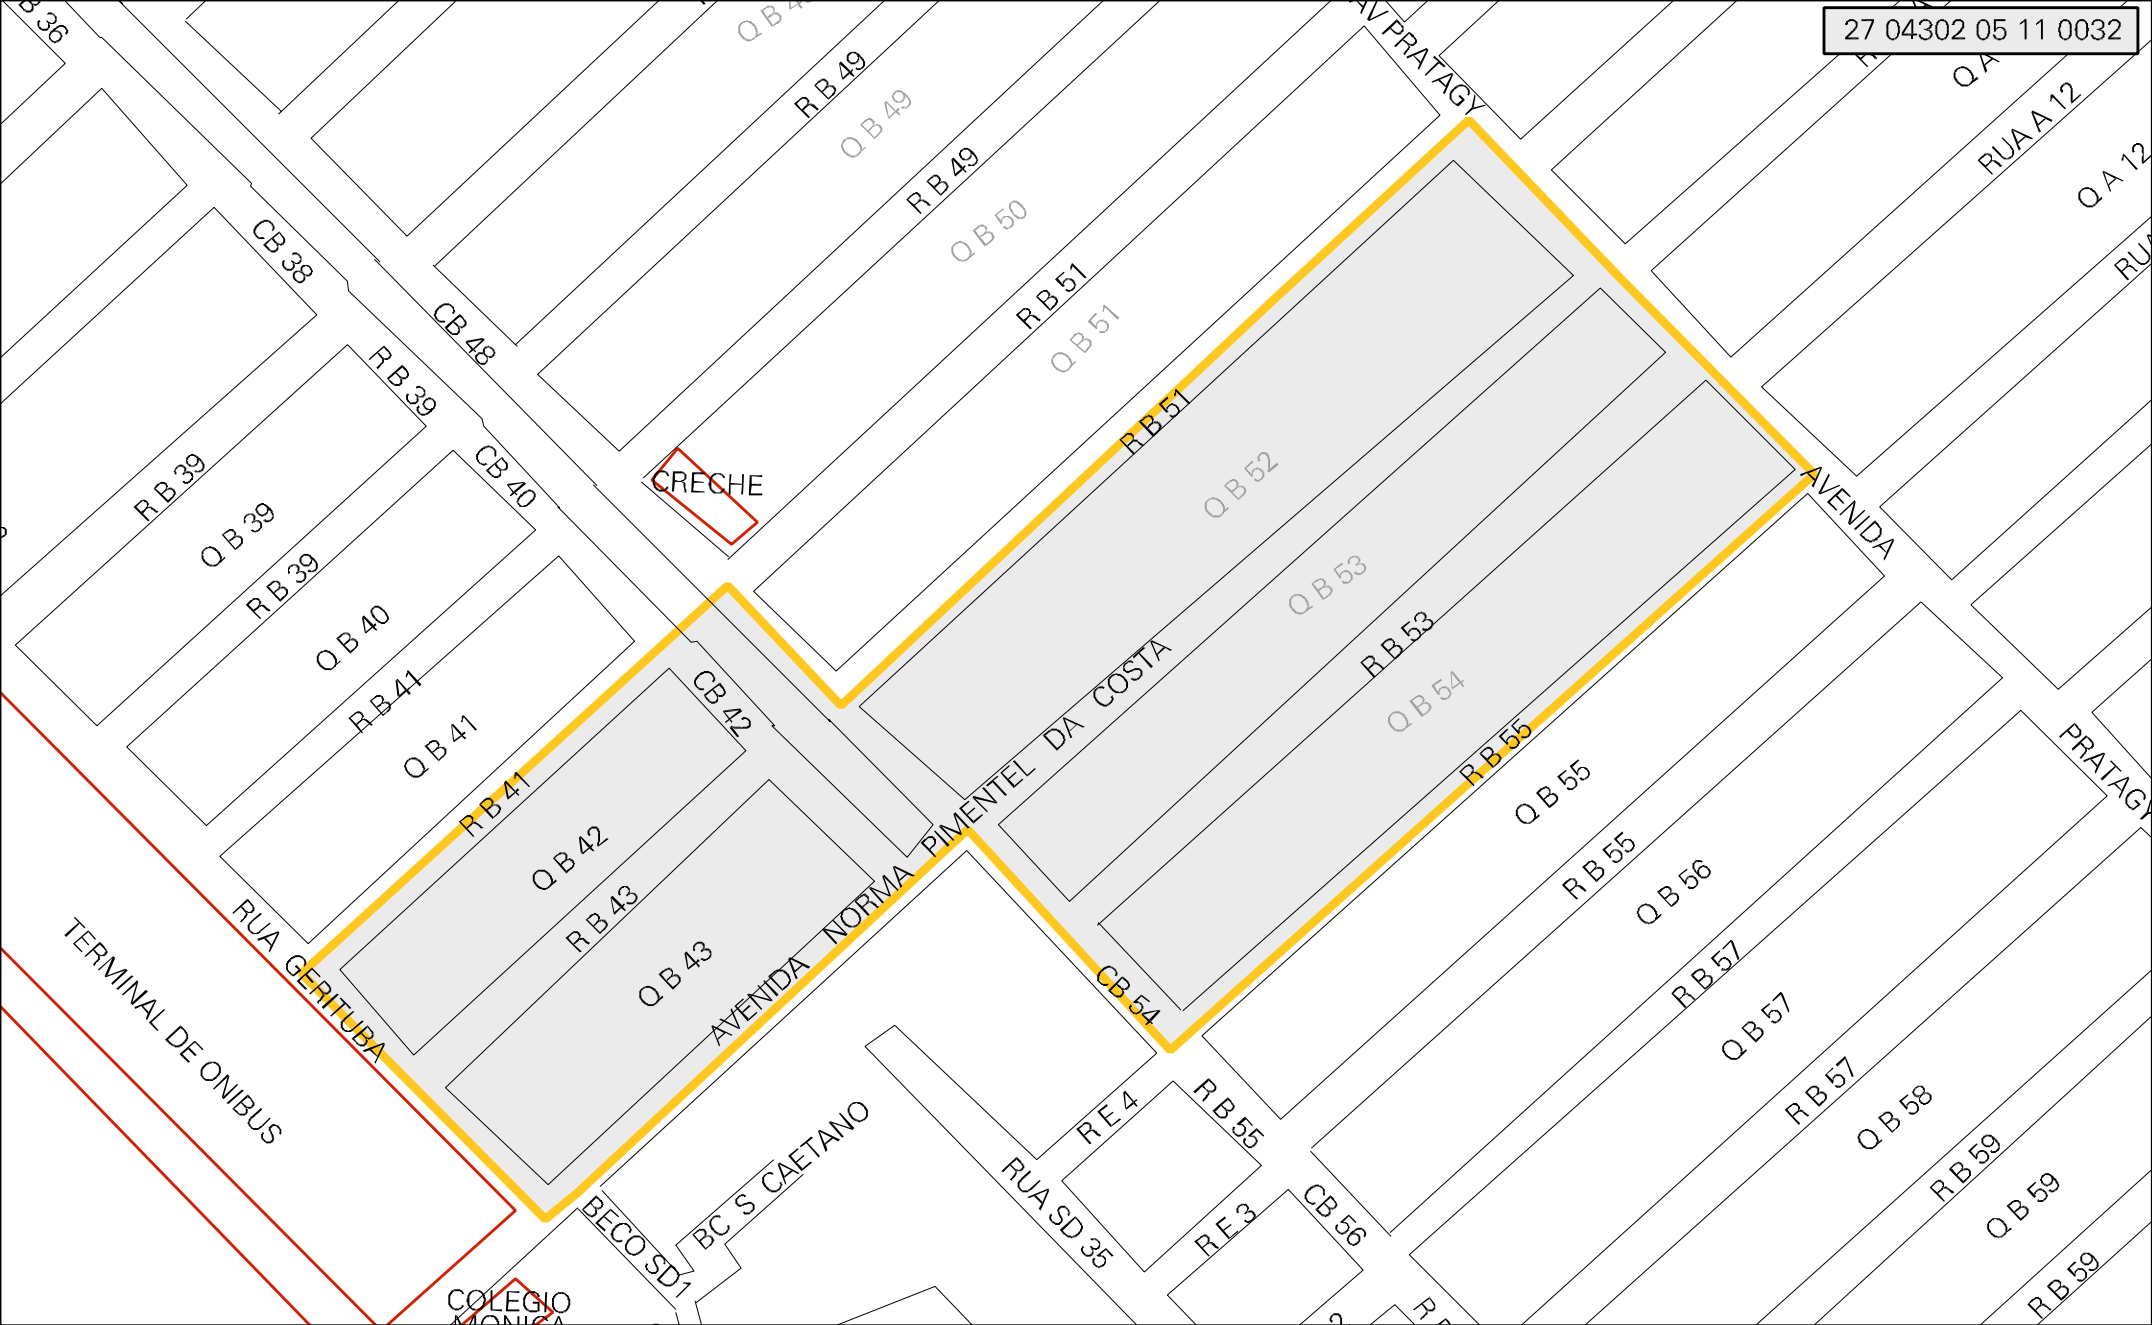 27 04302 05 11 0032
B 36
AV PRATAGY
R B 49
Q B 49
RUA A 12
Q A 12
R B 49
Q B 50
CB 38
CB 48
R B 51
Q B 51
R B 39
R B 51
R B 39
CB 40
CRECHE
Q B 52
AVENIDA
Q B 39
R B 39
Q B 53
Q B 40
R B 53
R B 41
CB 42
Q B 54
Q B 41
AVENIDA NORMA PIMENTEL DA COSTA
R B 55
PRATAGY
R B 41
Q B 55
Q B 42
R B 55
R B 43
Q B 56
RUA GERITUBA
Q B 43
R B 57
CB 54
TERMINAL DE ONIBUS
Q B 57
R B 57
R E 4
R B 55
Q B 58
BC S CAETANO
R B 59
RUA SD 35
R E 3
CB 56
Q B 59
BECO SD1
R B 59
COLEGIO
MONICA